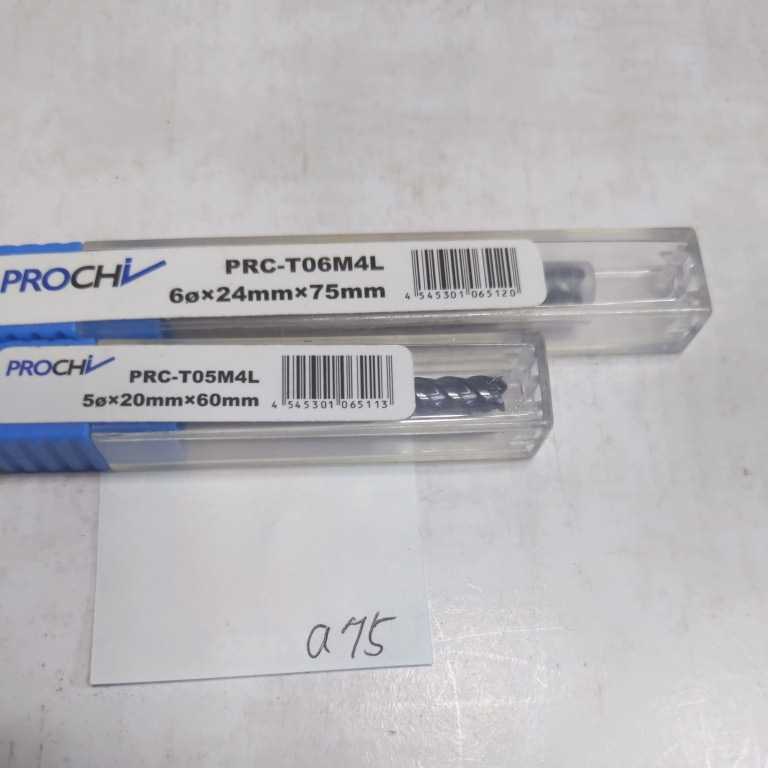 PROCHi
PRC-T06M4L
6ø×24mm×75mm
4 545301 065120
PROCHi
PRC-T05M4L
5ø×20mm×60mm
4 545301 065113
a75